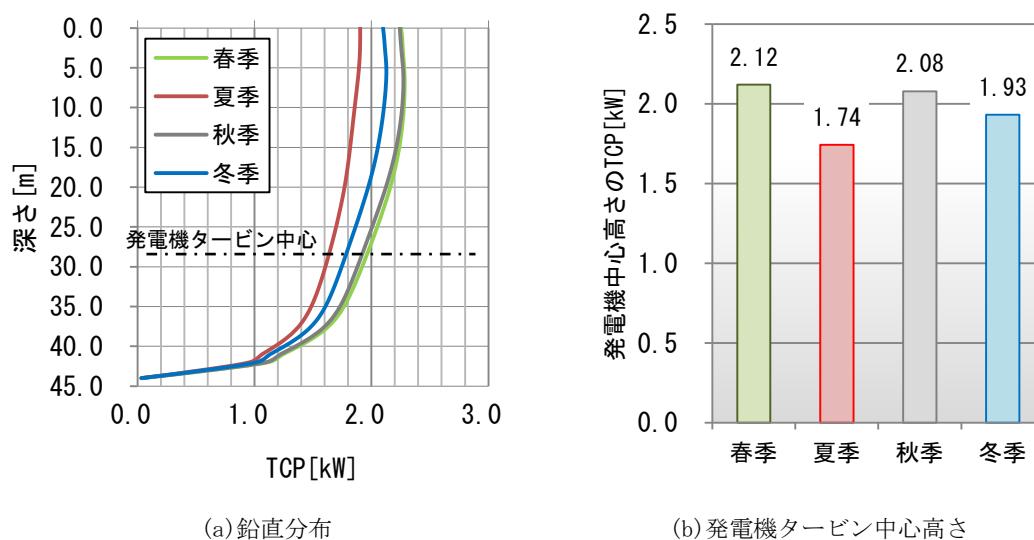 0.0
5.0
10.0
15.0
20.0
25.0
30.0
35.0
40.0
45.0
深さ[m]
春季
夏季
秋季
冬季
発電機タービン中心
0.0 1.0 2.0 3.0
TCP[kW]
(a)鉛直分布
2.5
2.0
1.5
1.0
0.5
0.0
発電機中心高さのTCP[kW]
2.12 1.74 2.08 1.93
春季 夏季 秋季 冬季
(b)発電機タービン中心高さ